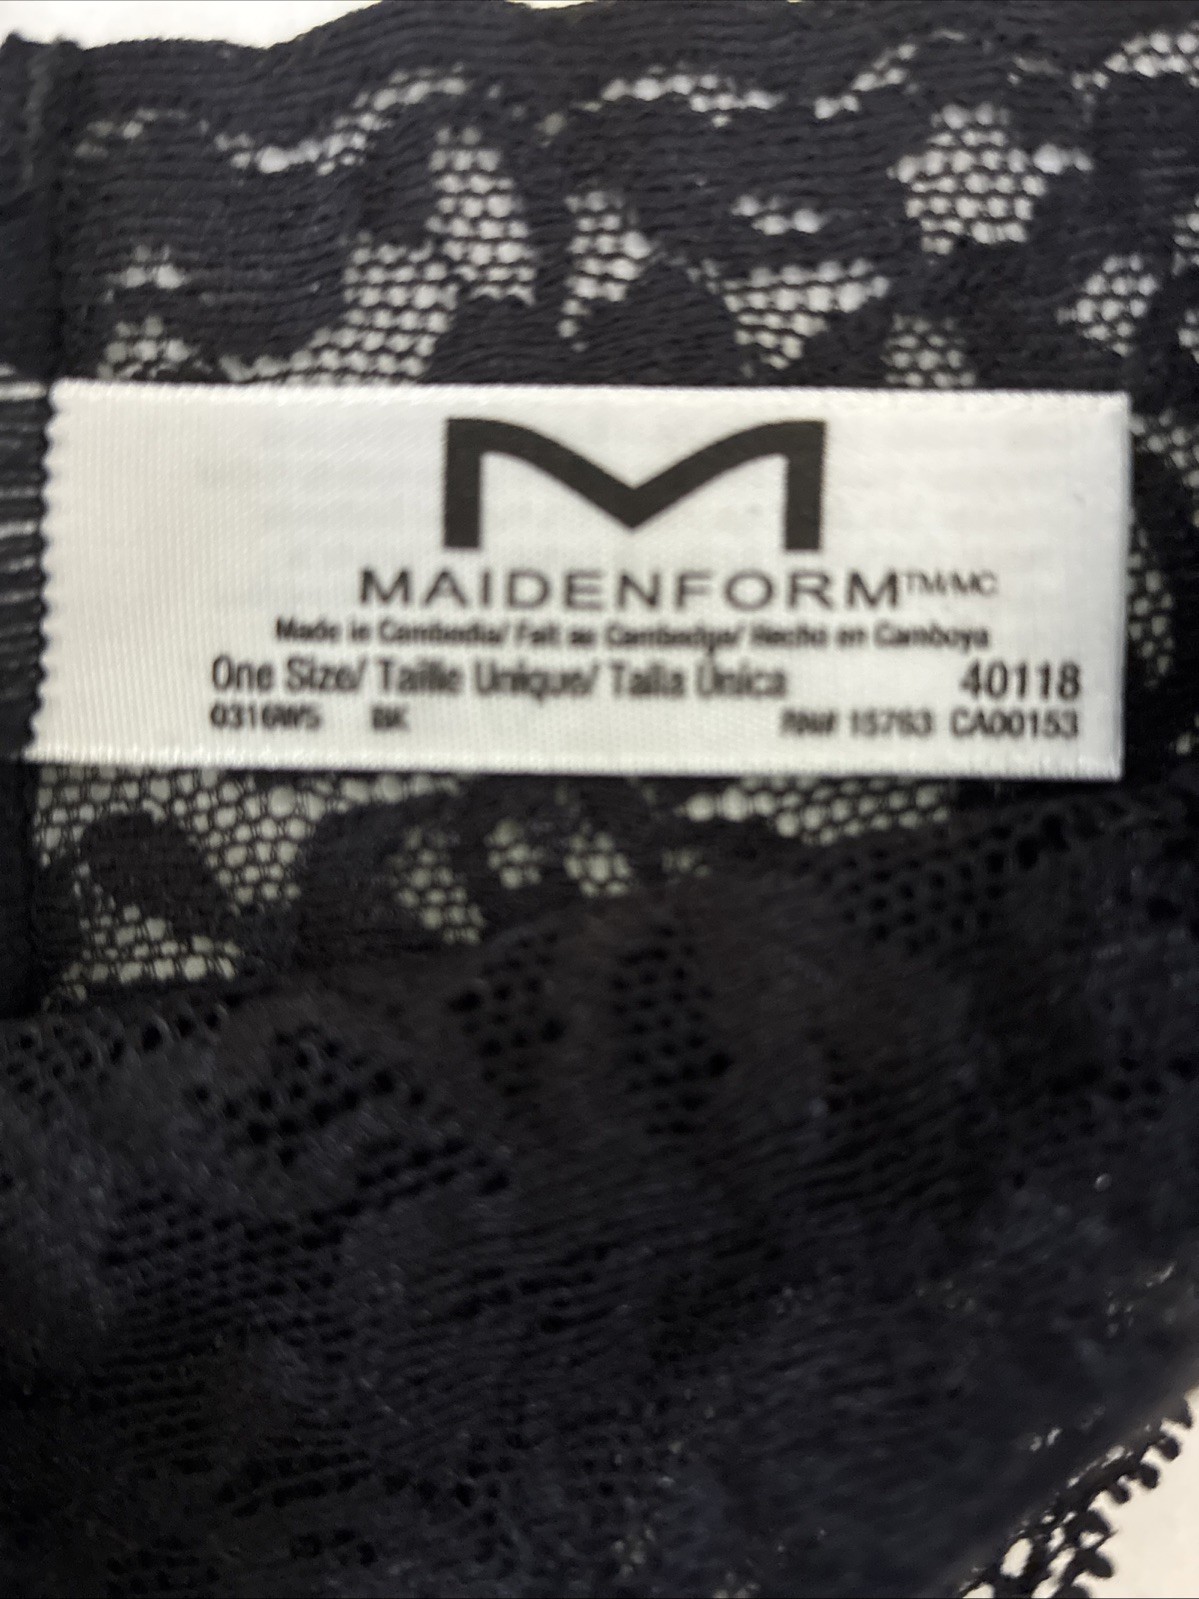 M
MAIDENFORM™/MC
Made in Cambodia/ Fait au Cambodge/ Hecho en Camboya
One Size/ Taille Unique/ Talla Única 40118
0316W5 BK RN# 15763 CA00153